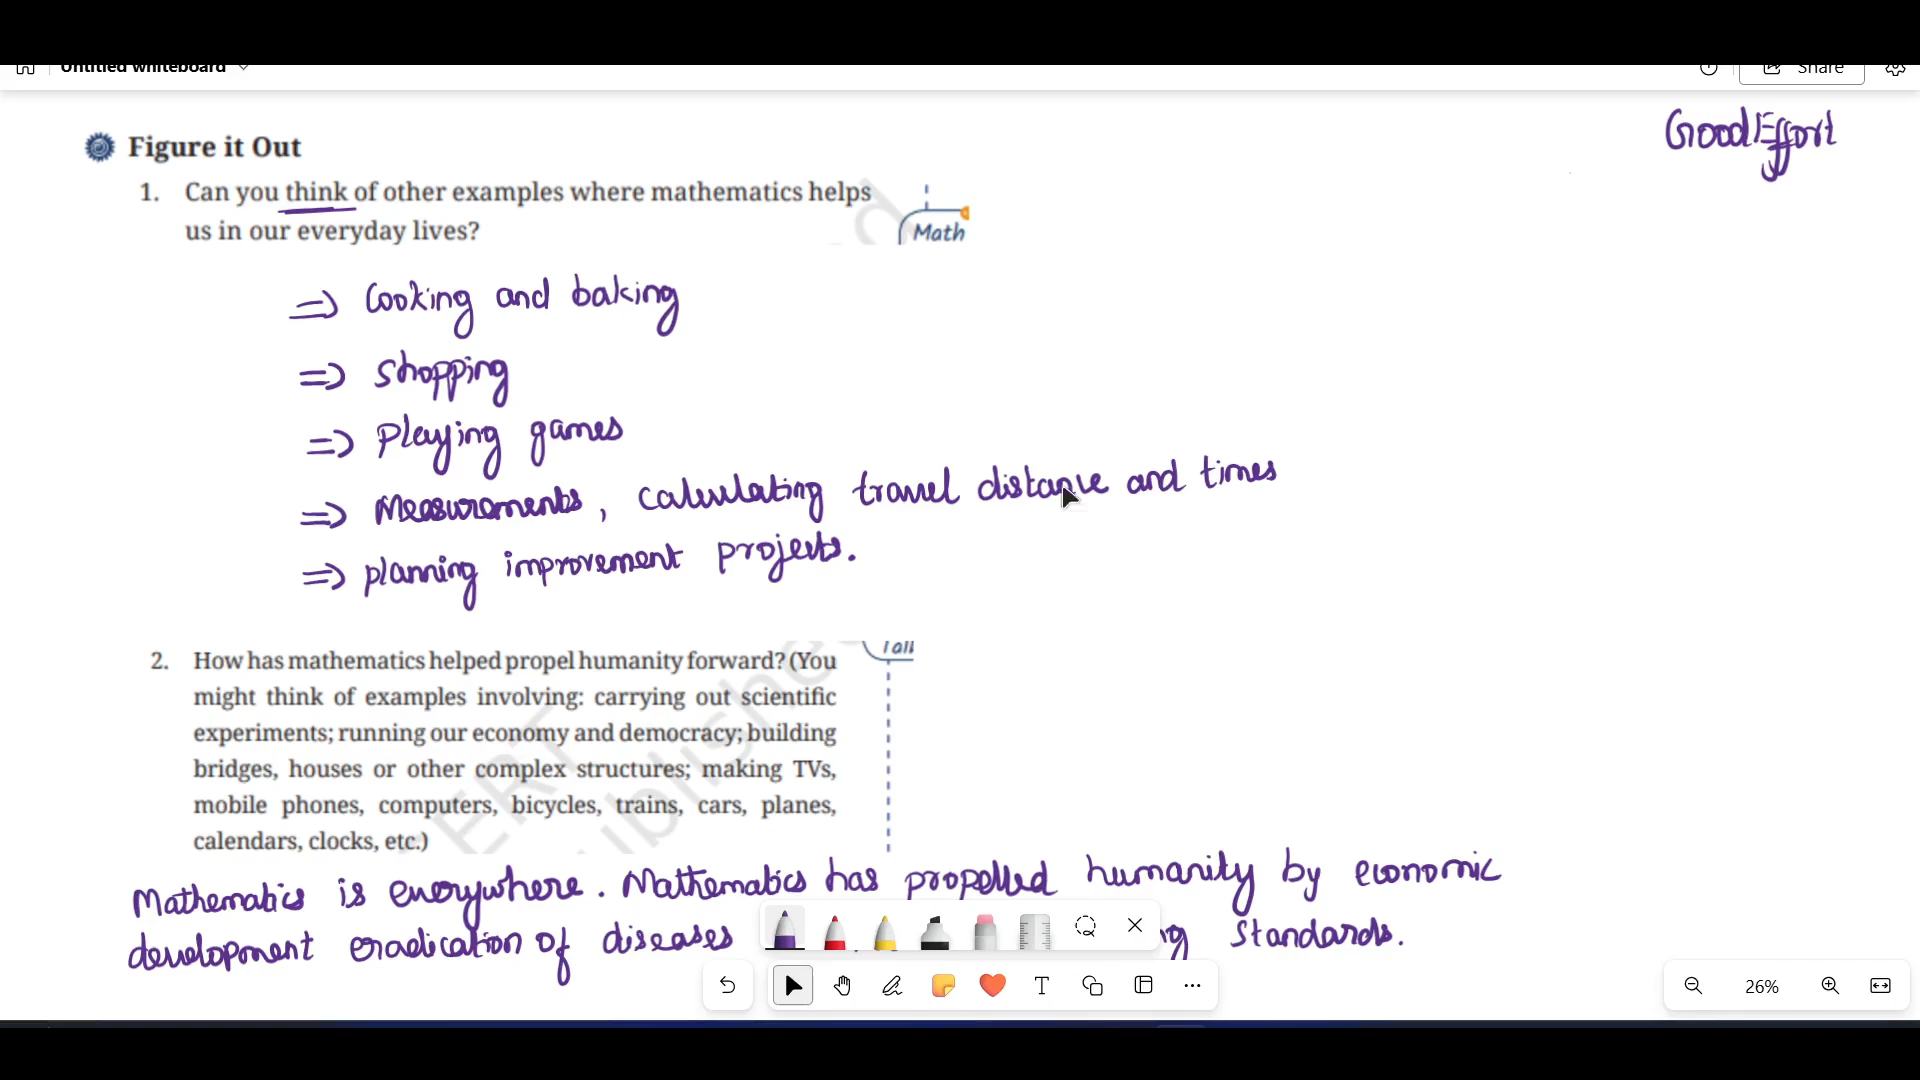 Untitled whiteboard
Share
Good Effort
Figure it Out
1. Can you think of other examples where mathematics helps
us in our everyday lives?
Math
=> Cooking and baking
=> Shopping
=> Playing games
=> Measurements, Calculating travel distance and times
=> planning improvement projects.
Tall
2. How has mathematics helped propel humanity forward? (You
might think of examples involving: carrying out scientific
experiments; running our economy and democracy; building
bridges, houses or other complex structures; making TVs,
mobile phones, computers, bicycles, trains, cars, planes,
calendars, clocks, etc.)
Mathematics is everywhere. Mathematics has propelled humanity by economic
development eradication of diseases ng standards.
26%